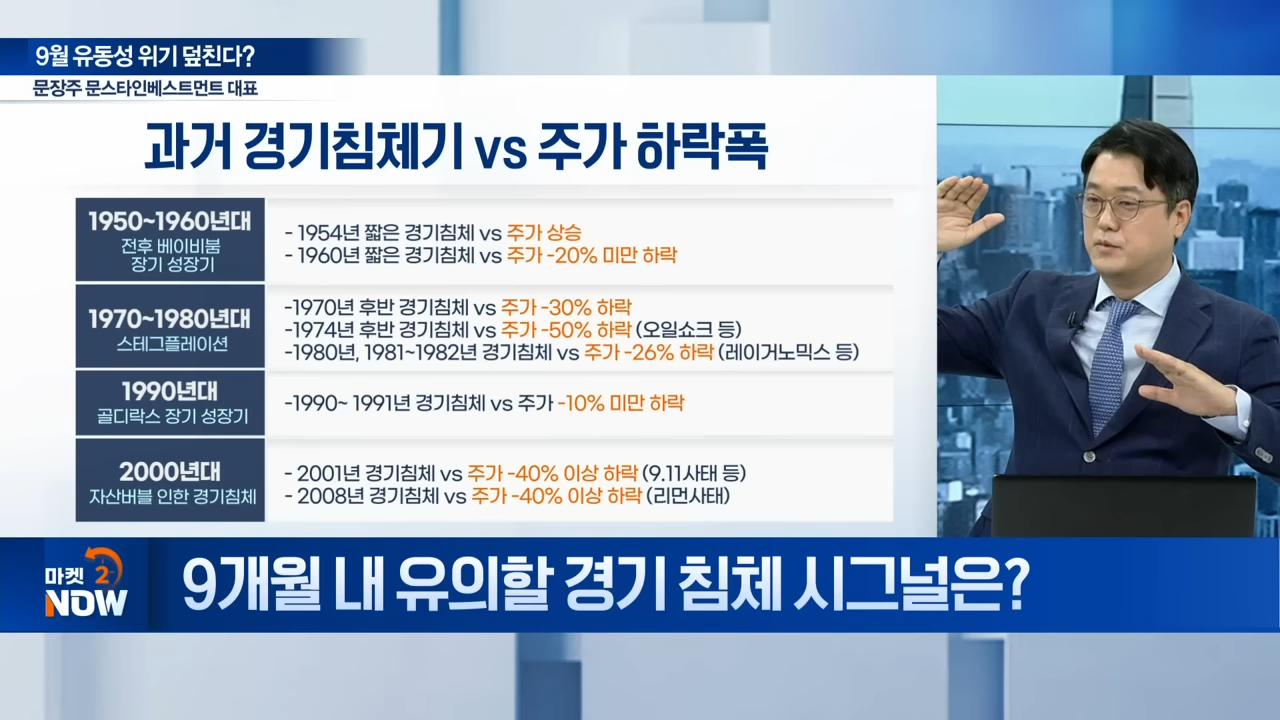 9월 유동성 위기 덮친다?
문장주 문스타인베스트먼트 대표
과거 경기침체기 vs 주가 하락폭
1950~1960년대
전후 베이비붐
장기 성장기
- 1954년 짧은 경기침체 vs 주가 상승
- 1960년 짧은 경기침체 vs 주가 -20% 미만 하락
1970~1980년대
스테그플레이션
-1970년 후반 경기침체 vs 주가 -30% 하락
-1974년 후반 경기침체 vs 주가 -50% 하락 (오일쇼크 등)
-1980년, 1981~1982년 경기침체 vs 주가 -26% 하락 (레이거노믹스 등)
1990년대
골디락스 장기 성장기
-1990~ 1991년 경기침체 vs 주가 -10% 미만 하락
2000년대
자산버블 인한 경기침체
- 2001년 경기침체 vs 주가 -40% 이상 하락 (9.11사태 등)
- 2008년 경기침체 vs 주가 -40% 이상 하락 (리먼사태)
마켓 2
NOW
9개월 내 유의할 경기 침체 시그널은?